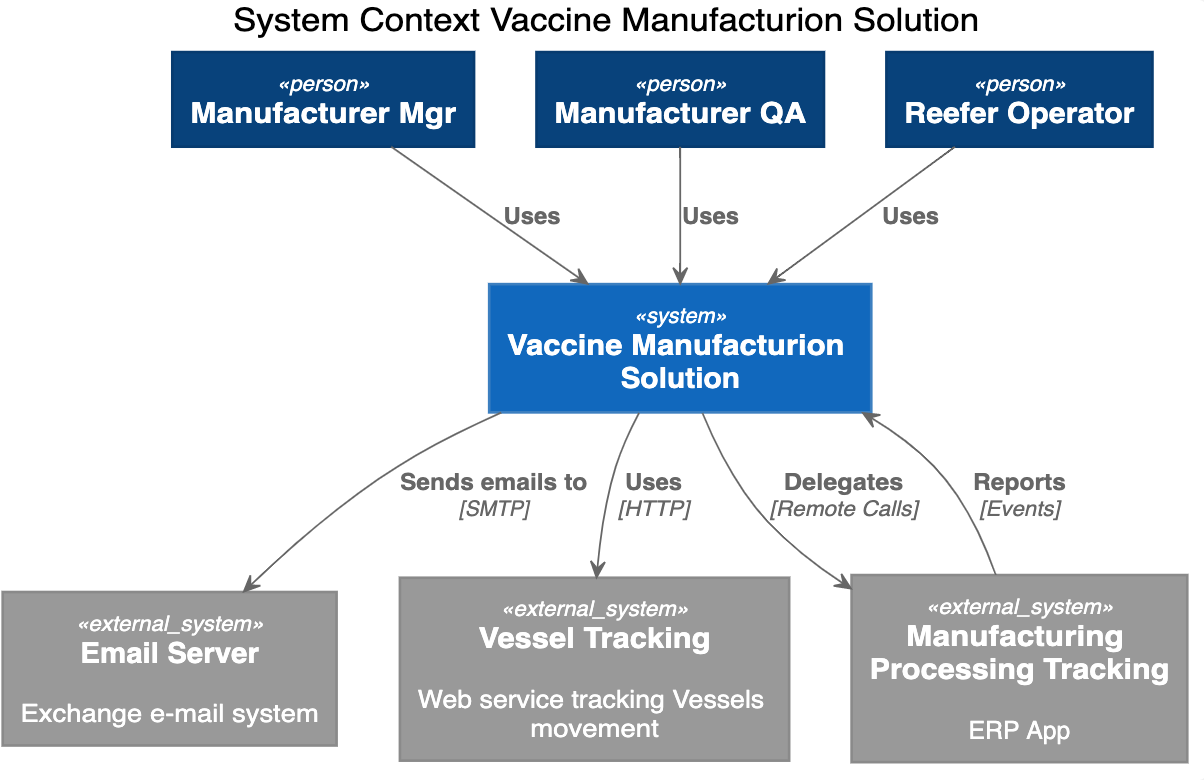 System Context Vaccine Manufacturion Solution
«person»
Manufacturer Mgr
«person»
Manufacturer QA
«person»
Reefer Operator
Uses
Uses
Uses
«system»
Vaccine Manufacturion
Solution
Sends emails to
[SMTP]
Uses
[HTTP]
Delegates
[Remote Calls]
Reports
[Events]
«external_system»
Email Server
Exchange e-mail system
«external_system»
Vessel Tracking
Web service tracking Vessels
movement
«external_system»
Manufacturing
Processing Tracking
ERP App